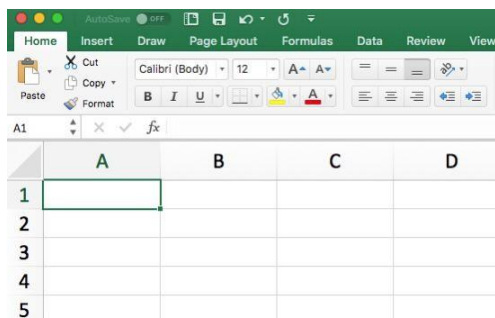 AutoSave OFF
Home Insert Draw Page Layout Formulas Data Review View
Paste
Cut
Copy
Format
Calibri (Body) 12 A A
B I U A
A1 fx
A B C D
1
2
3
4
5